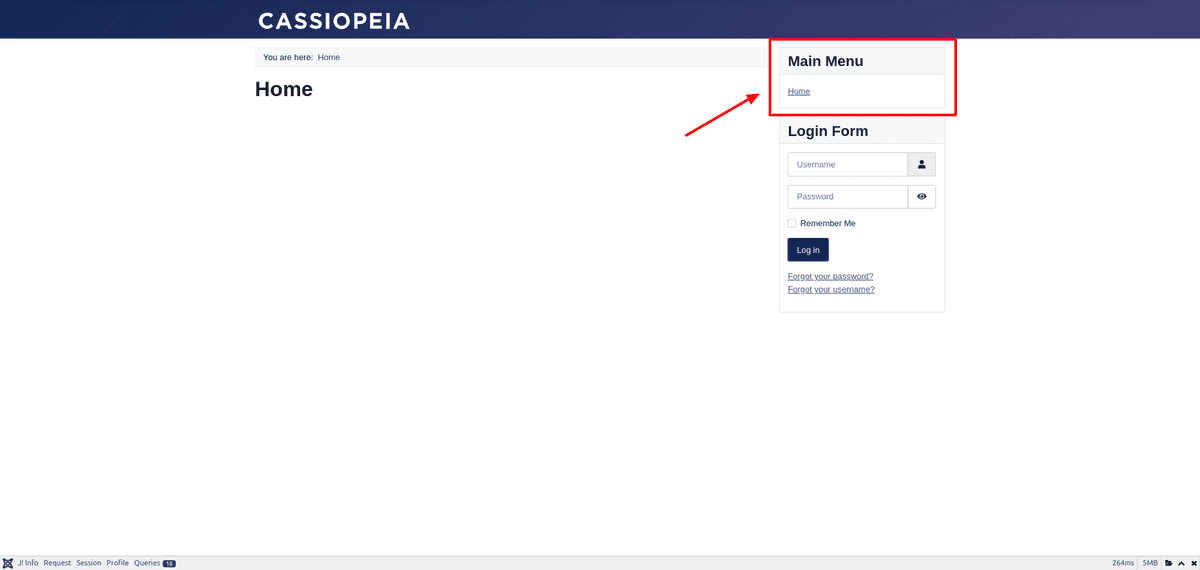 CASSIOPEIA
You are here: Home
Home
Main Menu
Home
Login Form
Username
Password
Remember Me
Log in
Forgot your password?
Forgot your username?
J! Info Request Session Profile Queries 18 264ms 5MB